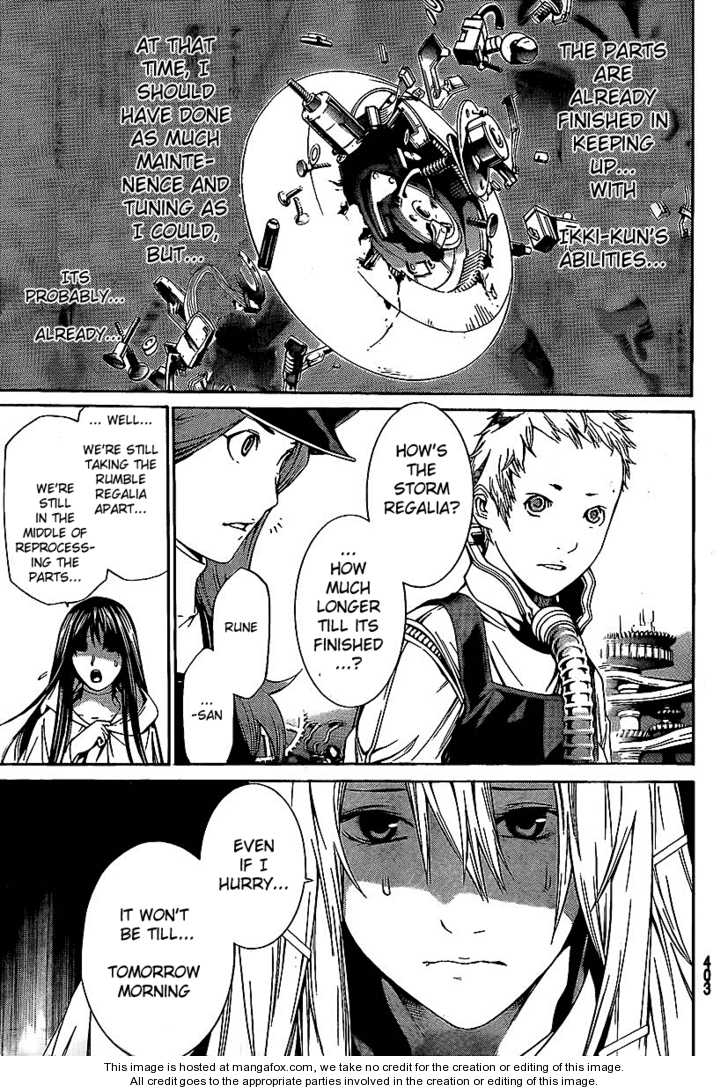 THE PARTS
ARE
ALREADY
FINISHED IN
KEEPING
UP...
WITH
IKKI-KUN'S
ABILITIES...
AT THAT
TIME, I
SHOULD
HAVE DONE
AS MUCH
MAINTE-
NENCE AND
TUNING AS
I COULD,
BUT...
ITS
PROBABLY...
ALREADY...
HOW'S
THE
STORM
REGALIA?
...
HOW
MUCH
LONGER
TILL ITS
FINISHED
...?
RUNE
...
-SAN
... WELL...
WE'RE STILL
TAKING THE
RUMBLE
REGALIA
APART...
WE'RE
STILL
IN THE
MIDDLE OF
REPROCESS-
ING THE
PARTS...
EVEN
IF I
HURRY...
IT WON'T
BE TILL...
TOMORROW
MORNING
403
This image is hosted at mangafox.com, we take no credit for the creation or editing of this image.
All credit goes to the appropriate parties involved in the creation or editing of this image.